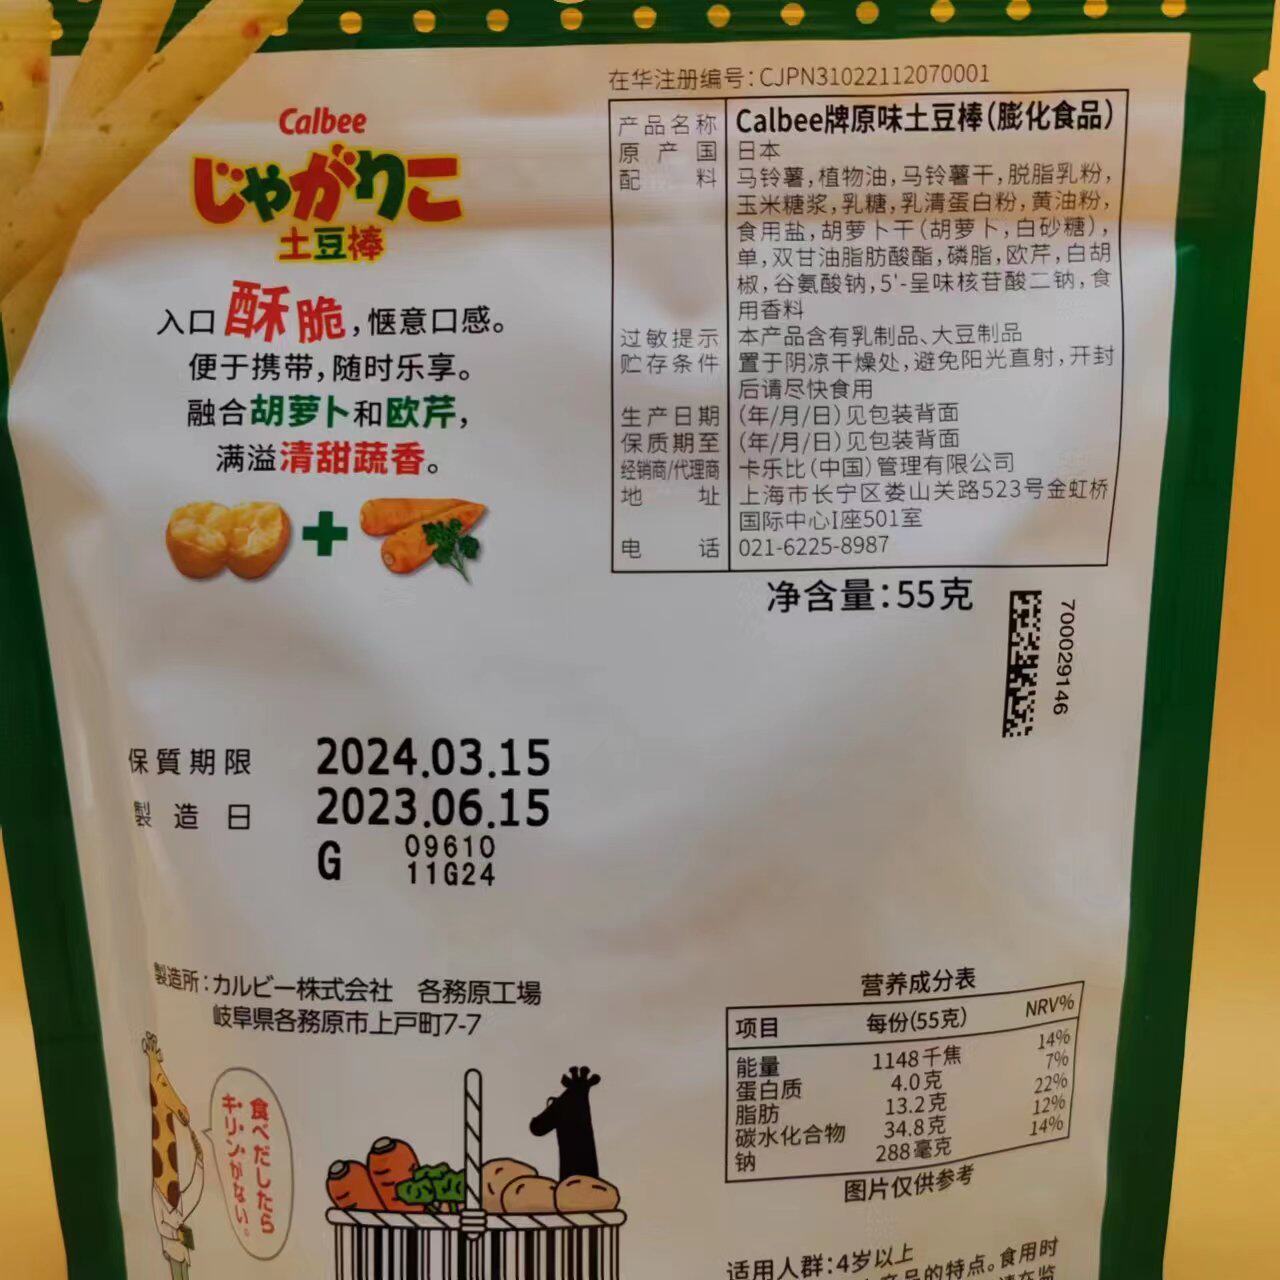 Calbee
じゃがりこ
土豆棒
入口酥脆，惬意口感。
便于携带，随时乐享。
融合胡萝卜和欧芹，
满溢清甜蔬香。
在华注册编号：CJPN31022112070001
产品名称 Calbee牌原味土豆棒（膨化食品）
原产国 日本
配料 马铃薯，植物油，马铃薯干，脱脂乳粉，
玉米糖浆，乳糖，乳清蛋白粉，黄油粉，
食用盐，胡萝卜干（胡萝卜，白砂糖），
单，双甘油脂肪酸酯，磷脂，欧芹，白胡
椒，谷氨酸钠，5'-呈味核苷酸二钠，食
用香料
过敏提示 本产品含有乳制品、大豆制品
贮存条件 置于阴凉干燥处，避免阳光直射，开封
后请尽快食用
生产日期 （年/月/日）见包装背面
保质期至 （年/月/日）见包装背面
经销商/代理商 卡乐比（中国）管理有限公司
地址 上海市长宁区娄山关路523号金虹桥
国际中心I座501室
电话 021-6225-8987
净含量：55克
700029146
保質期限 2024.03.15
製造日 2023.06.15
G 09610
11G24
製造所：カルビー株式会社 各務原工場
岐阜県各務原市上戸町7-7
食べだしたら
キリンがない。
营养成分表
项目 每份(55克) NRV%
能量 1148千焦 14%
蛋白质 4.0克 7%
脂肪 13.2克 22%
碳水化合物 34.8克 12%
钠 288毫克 14%
图片仅供参考
适用人群：4岁以上
产品的特点。食用时